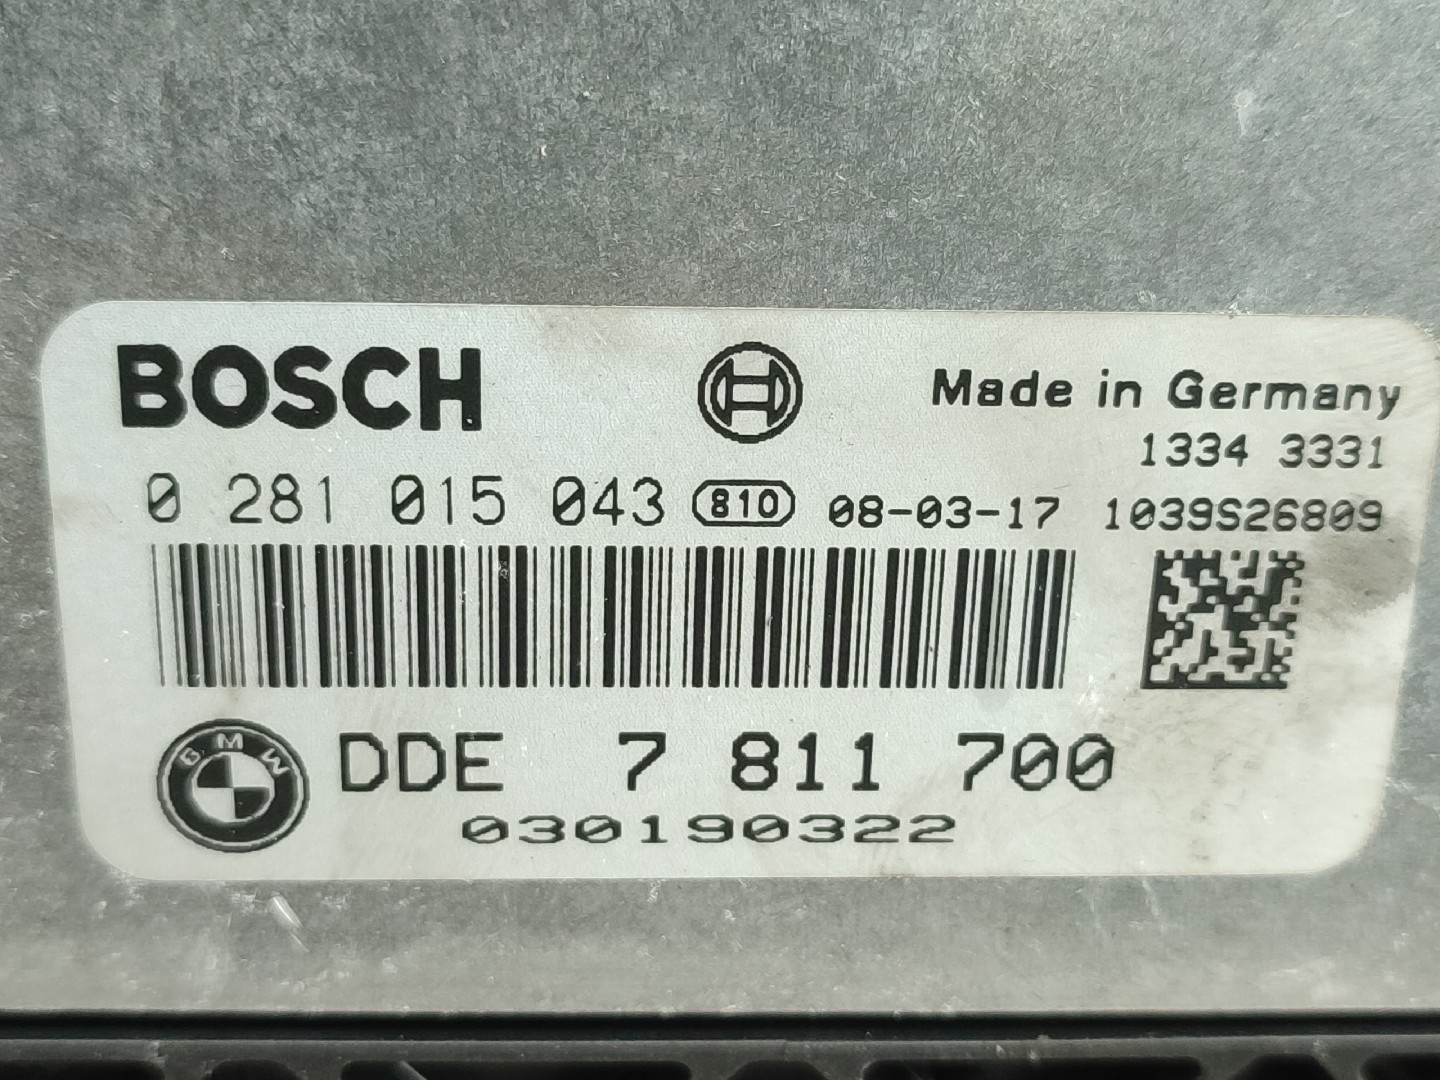 BOSCH Made in Germany
1334 3331
0 281 015 043 810 08-03-17 1039S26809
BMW DDE 7 811 700
030190322